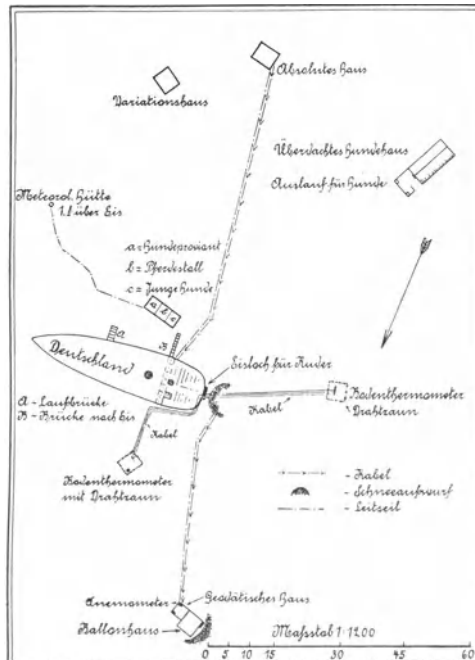 Absolutes Haus
Variationshaus
Überdachtes Hundehaus
Auslauf für Hunde
Meteorol. Hütte
über Eis
a = Hundeproviant
b = Pferdestall
c = Junge Hunde
a b c
A
B
Deutschland
Eisloch für Ruder
A - Laufbrücke
B - Brücke nach Eis
Kabel
Kabel
Bodenthermometer
Drahtzaun
Bodenthermometer
mit Drahtzaun
- Kabel
- Schneeaufwurf
- Leitseil
Anemometer
Geodätisches Haus
Ballonhaus
Maßstab 1:1200
0 5 10 15 30 45 60